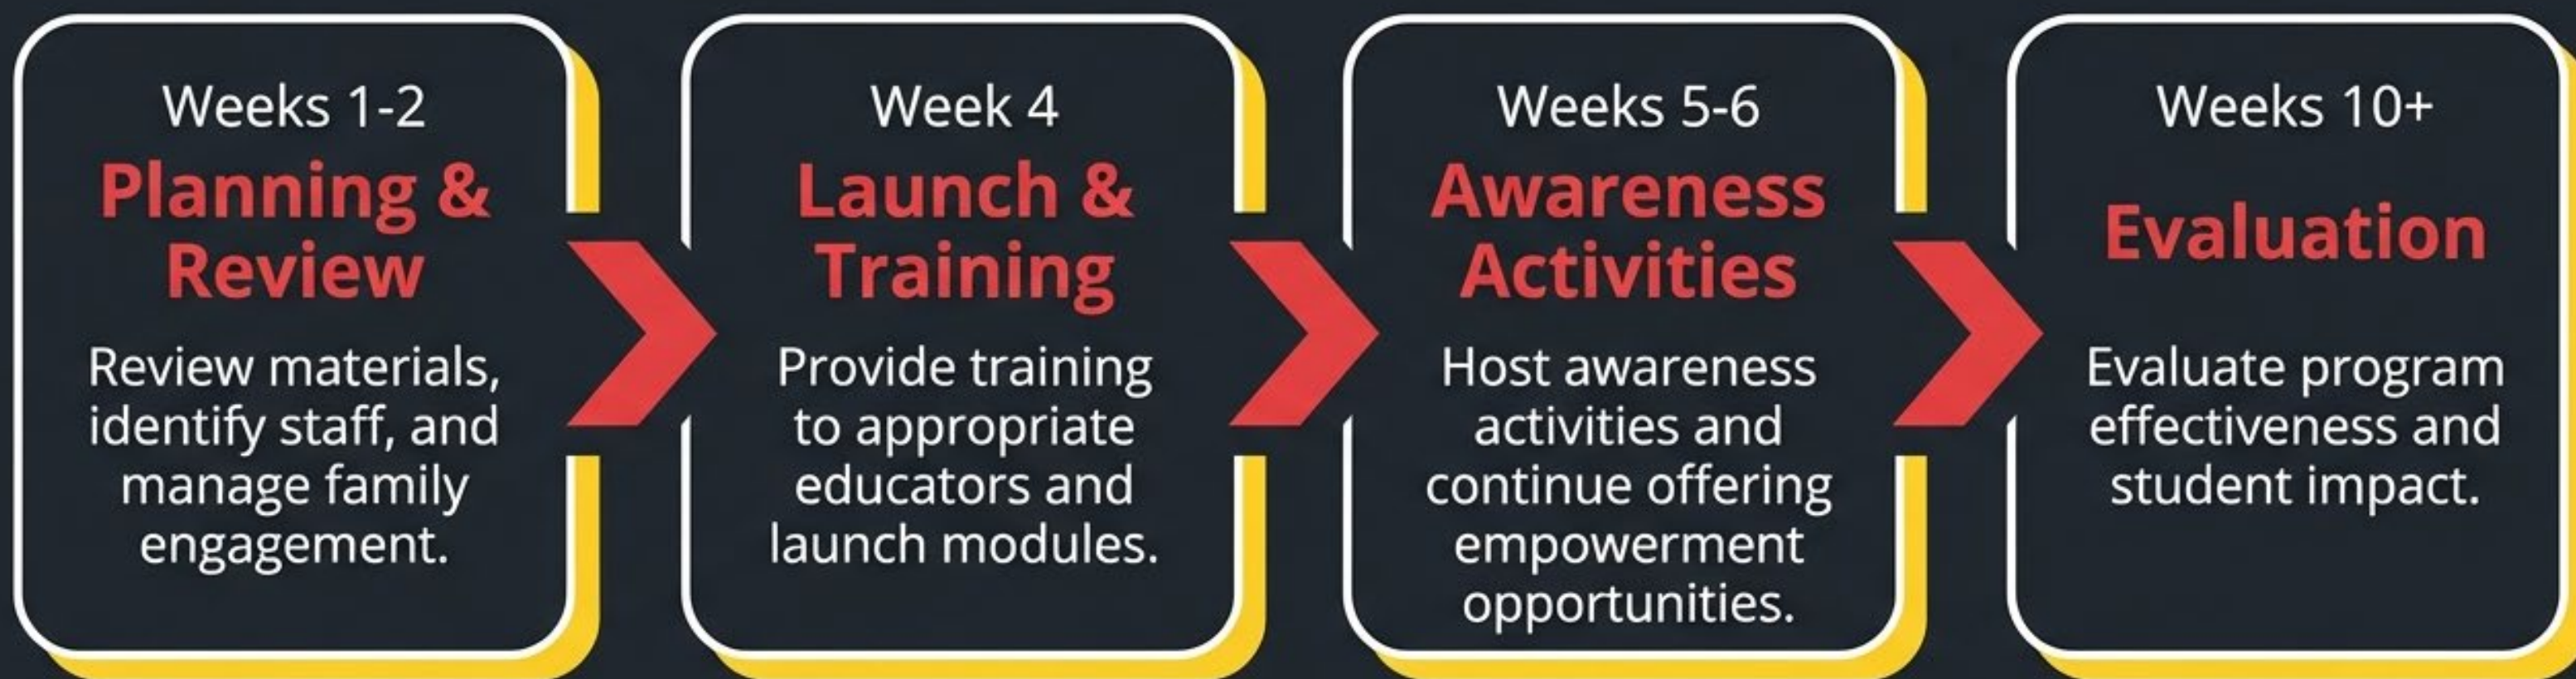 Weeks 1-2
Planning &
Review
Review materials,
identify staff, and
manage family
engagement.
Week 4
Launch &
Training
Provide training
to appropriate
educators and
launch modules.
Weeks 5-6
Awareness
Activities
Host awareness
activities and
continue offering
empowerment
opportunities.
Weeks 10+
Evaluation
Evaluate program
effectiveness and
student impact.